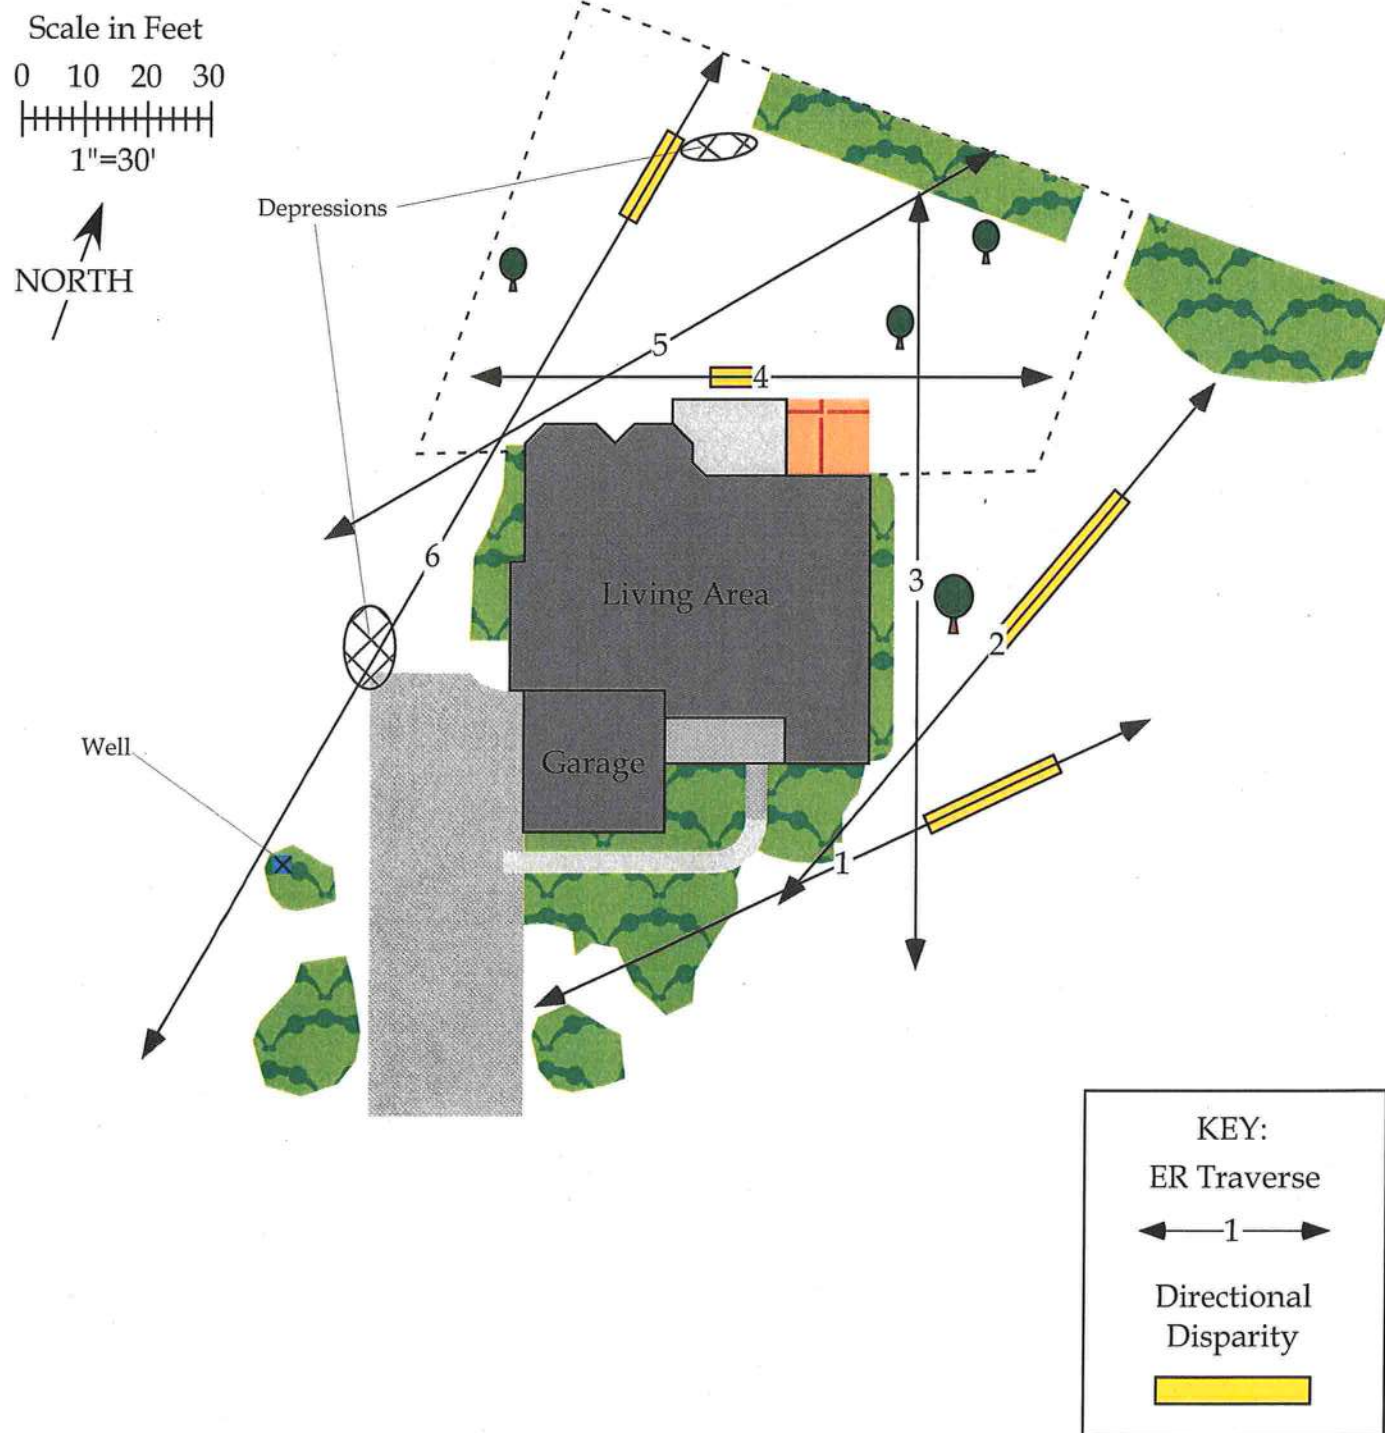 Scale in Feet
0 10 20 30
1"=30'
NORTH
Depressions
5
4
6
3
Living Area
2
Well
Garage
1
KEY:
ER Traverse
1
Directional
Disparity